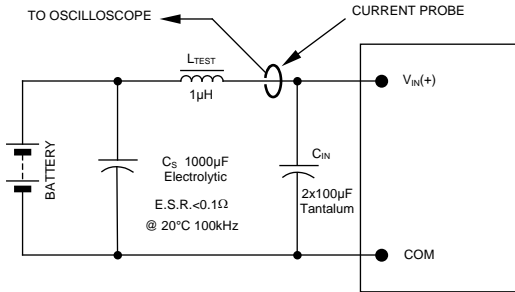 TO OSCILLOSCOPE
CURRENT PROBE
LTEST
1μH
VIN(+)
BATTERY
CS 1000μF
Electrolytic
E.S.R.<0.1Ω
@ 20°C 100kHz
CIN
2x100μF
Tantalum
COM